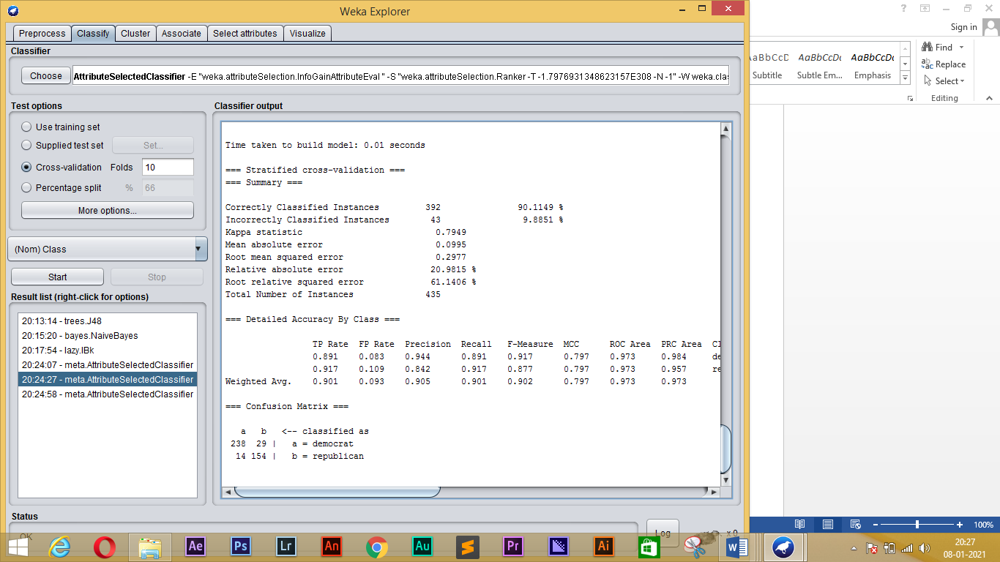 Weka Explorer
Sign in
Preprocess Classify Cluster Associate Select attributes Visualize
Classifier
Choose AttributeSelectedClassifier -E "weka.attributeSelection.InfoGainAttributeEval " -S "weka.attributeSelection.Ranker -T -1.7976931348623157E308 -N -1" -W weka.clas
Test options
Use training set
Supplied test set Set...
Cross-validation Folds 10
Percentage split % 66
More options...
(Nom) Class
Start Stop
Result list (right-click for options)
20:13:14 - trees.J48
20:15:20 - bayes.NaiveBayes
20:17:54 - lazy.IBk
20:24:07 - meta.AttributeSelectedClassifier
20:24:27 - meta.AttributeSelectedClassifier
20:24:58 - meta.AttributeSelectedClassifier
Classifier output
Time taken to build model: 0.01 seconds
=== Stratified cross-validation ===
=== Summary ===
Correctly Classified Instances 392 90.1149 %
Incorrectly Classified Instances 43 9.8851 %
Kappa statistic 0.7949
Mean absolute error 0.0995
Root mean squared error 0.2977
Relative absolute error 20.9815 %
Root relative squared error 61.1406 %
Total Number of Instances 435
=== Detailed Accuracy By Class ===
TP Rate FP Rate Precision Recall F-Measure MCC ROC Area PRC Area Cl
0.891 0.083 0.944 0.891 0.917 0.797 0.973 0.984 de
0.917 0.109 0.842 0.917 0.877 0.797 0.973 0.957 re
Weighted Avg. 0.901 0.093 0.905 0.901 0.902 0.797 0.973 0.973
=== Confusion Matrix ===
a b <-- classified as
238 29 | a = democrat
14 154 | b = republican
Status
OK
Log
x 0
aBbCcD AaBbCcDt AaBbCcDt
Subtitle Subtle Em... Emphasis
Find
Replace
Select
Editing
100%
Ae Ps Lr An Au Pr Ai W
20:27
08-01-2021